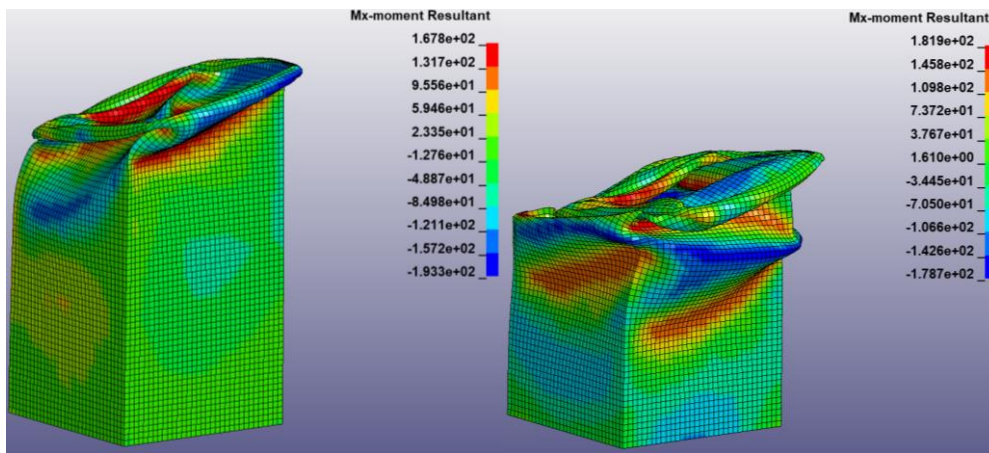 Mx-moment Resultant
1.678e+02
1.317e+02
9.556e+01
5.946e+01
2.335e+01
-1.276e+01
-4.887e+01
-8.498e+01
-1.211e+02
-1.572e+02
-1.933e+02
Mx-moment Resultant
1.819e+02
1.458e+02
1.098e+02
7.372e+01
3.767e+01
1.610e+00
-3.445e+01
-7.050e+01
-1.066e+02
-1.426e+02
-1.787e+02